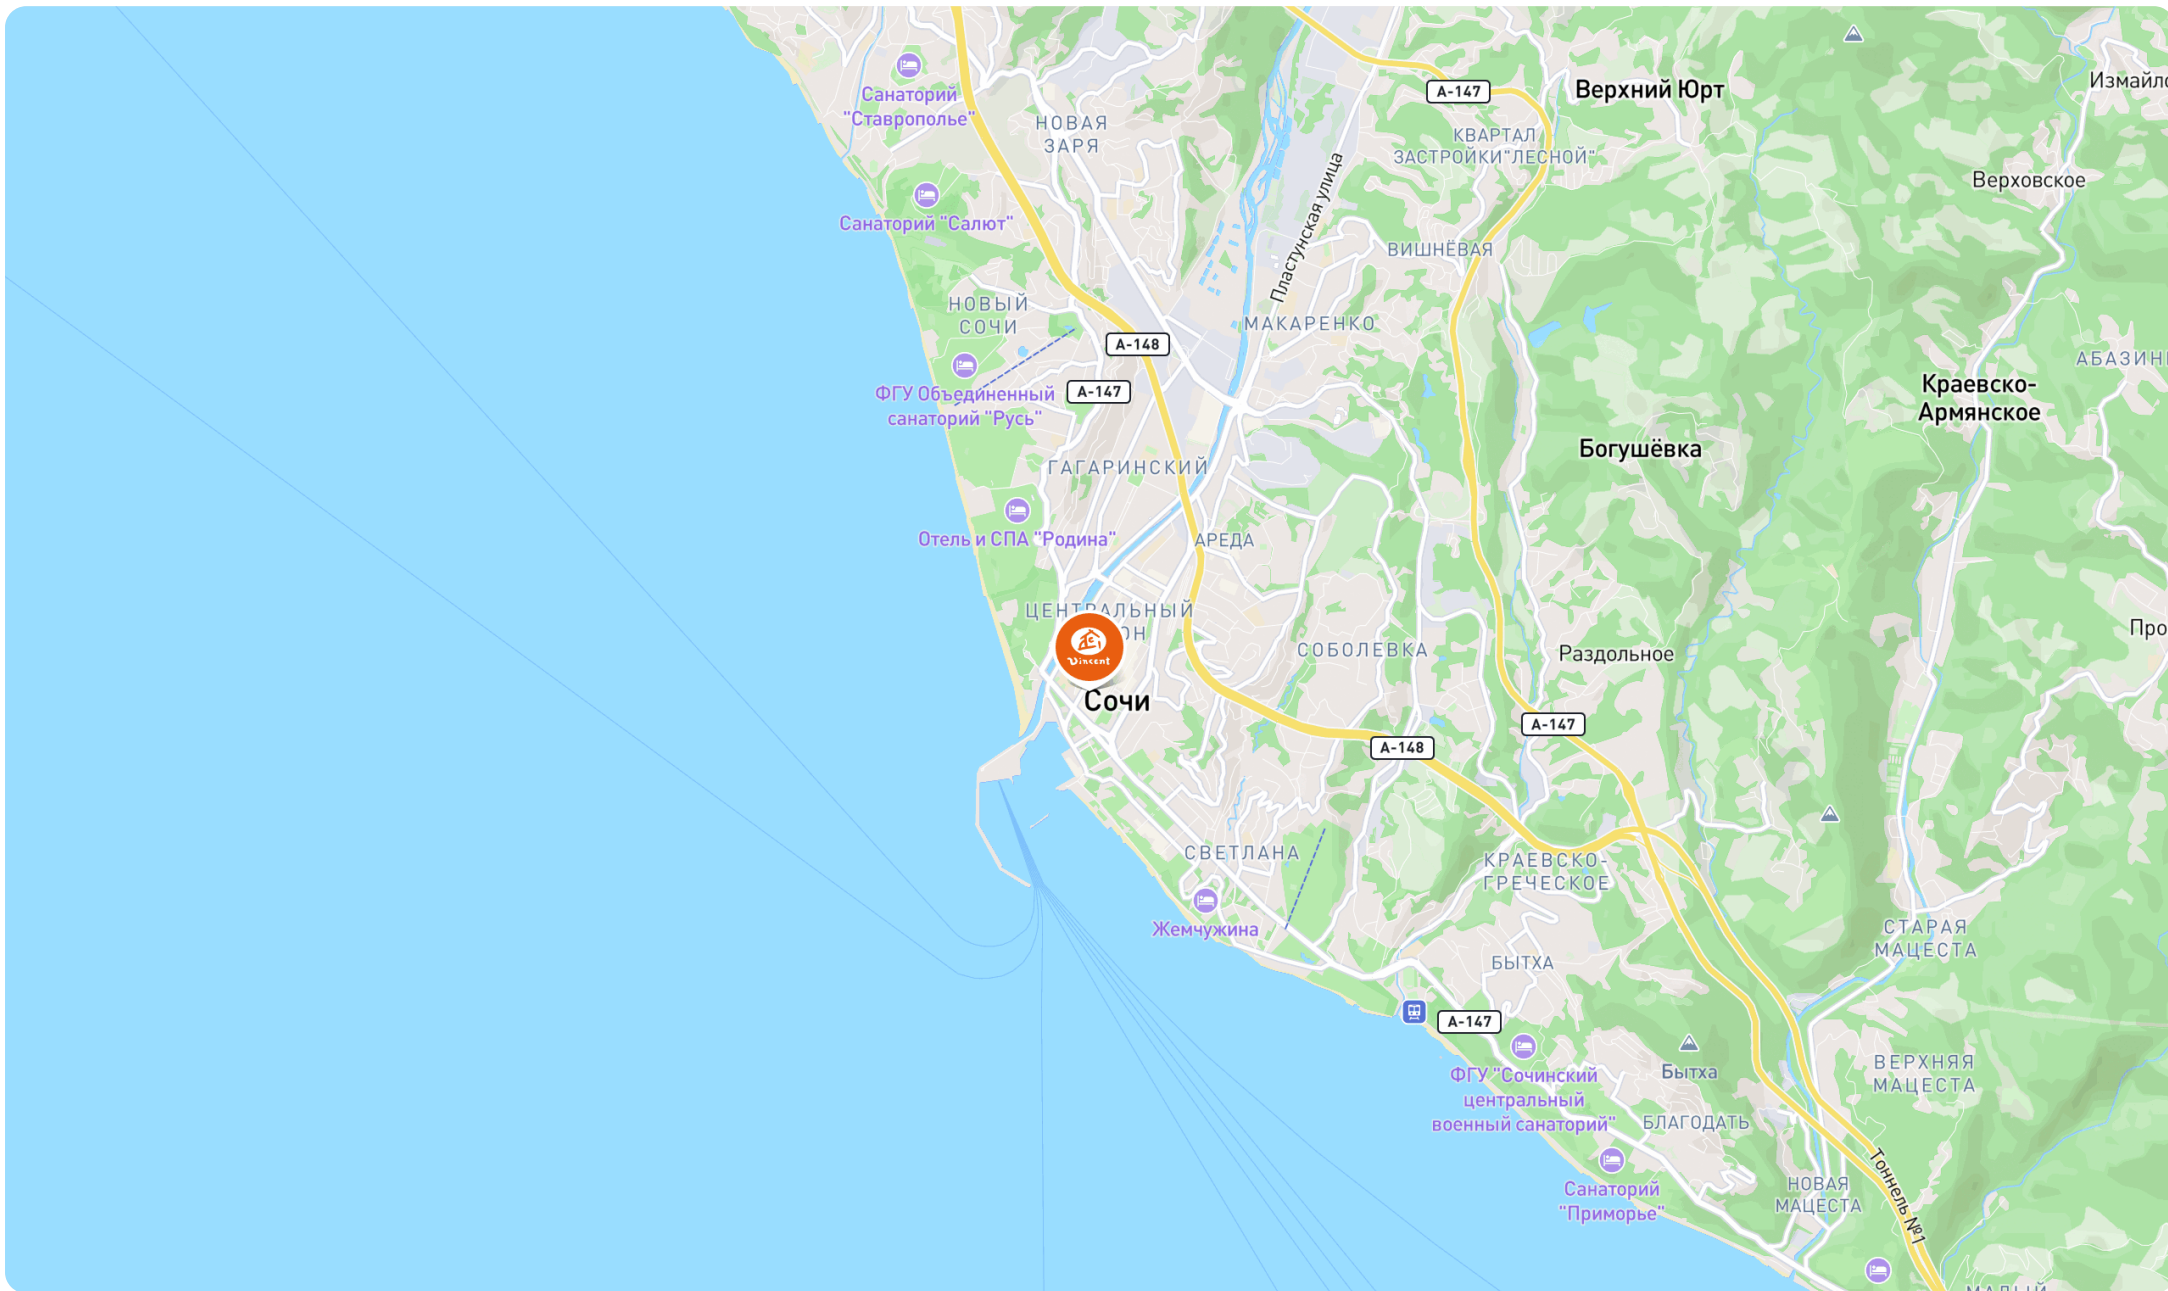 Санаторий
"Ставрополье"
НОВАЯ
ЗАРЯ
A-147
Верхний Юрт
КВАРТАЛ
ЗАСТРОЙКИ"ЛЕСНОЙ"
Верховское
Санаторий "Салют"
Пластунская улица
ВИШНЁВАЯ
НОВЫЙ
СОЧИ
МАКАРЕНКО
A-148
A-147
ФГУ Объединенный
санаторий "Русь"
Краевско-
Армянское
Богушёвка
ГАГАРИНСКИЙ
Отель и СПА "Родина"
АРЕДА
ЦЕНТРАЛЬНЫЙ
ОН
Vincent
Сочи
СОБОЛЕВКА
Раздольное
Про
A-147
A-148
СВЕТЛАНА
КРАЕВСКО-
ГРЕЧЕСКОЕ
Жемчужина
СТАРАЯ
МАЦЕСТА
БЫТХА
A-147
ФГУ "Сочинский
центральный
военный санаторий"
Бытха
ВЕРХНЯЯ
МАЦЕСТА
БЛАГОДАТЬ
Санаторий
"Приморье"
НОВАЯ
МАЦЕСТА
Тоннель №1